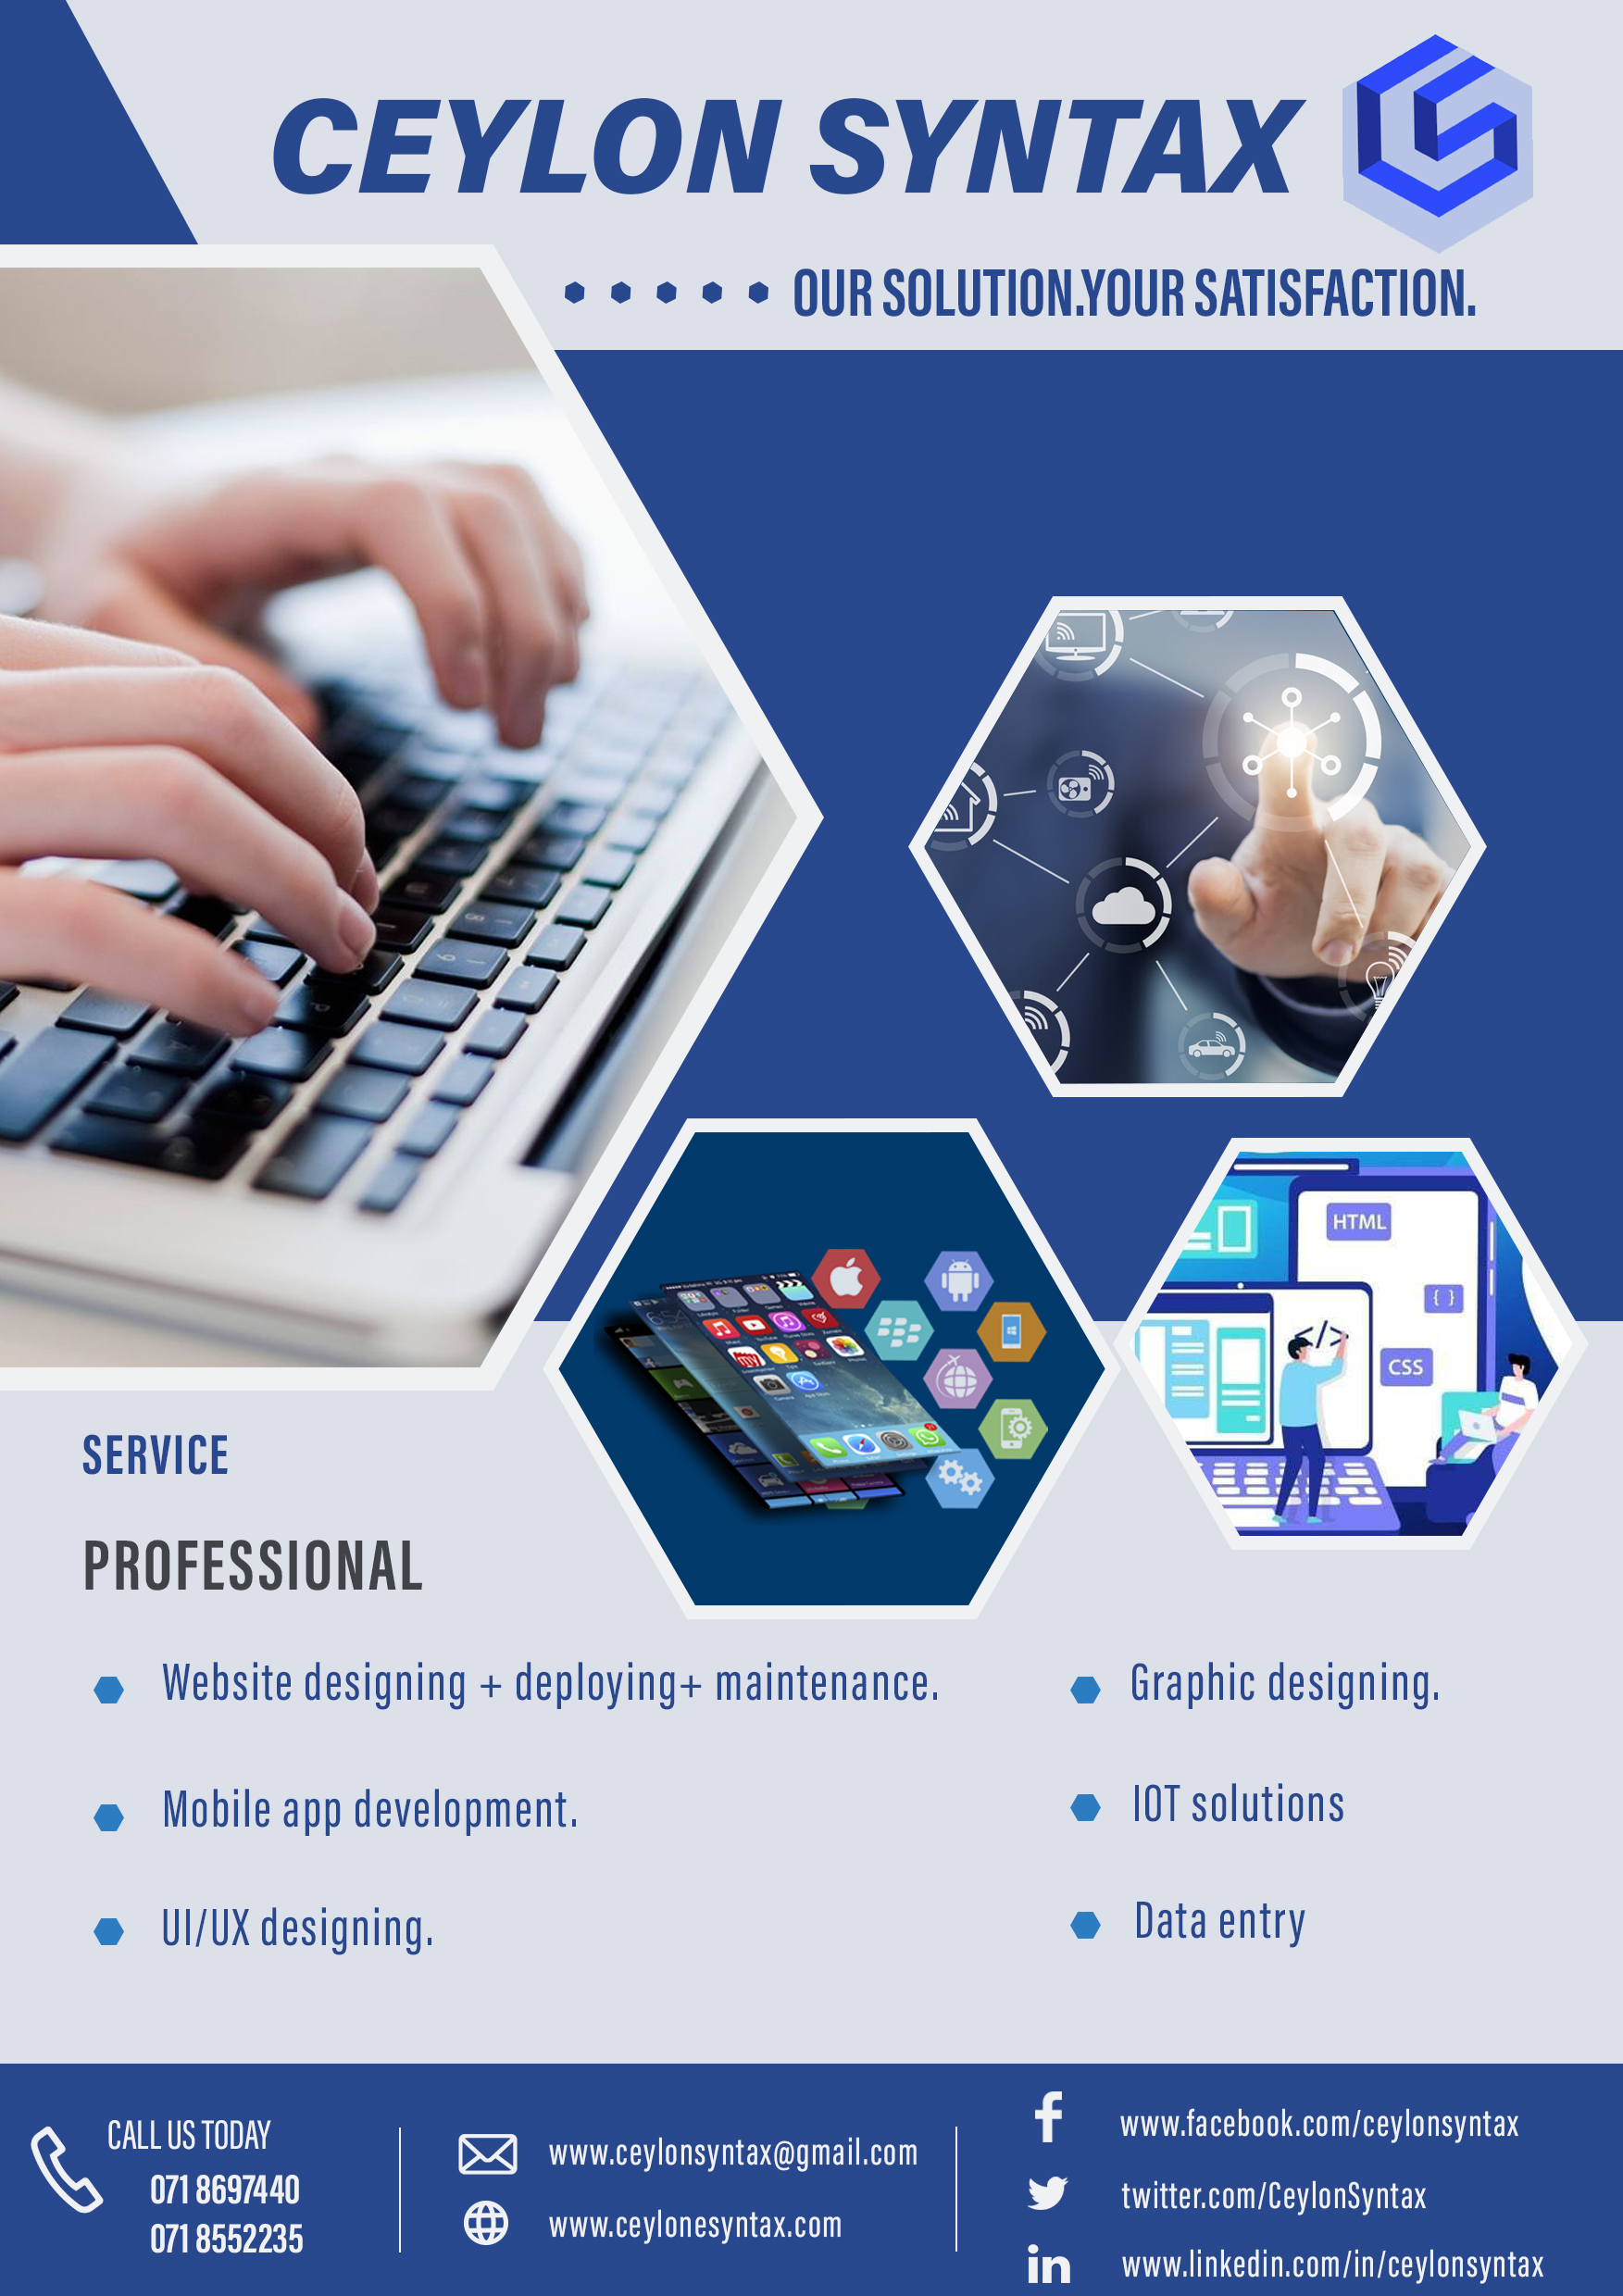 CEYLON SYNTAX
OUR SOLUTION.YOUR SATISFACTION.
HTML
{ }
</>
CSS
SERVICE
PROFESSIONAL
Website designing + deploying+ maintenance.
Mobile app development.
UI/UX designing.
Graphic designing.
IOT solutions
Data entry
CALL US TODAY
071 8697440
071 8552235
www.ceylonsyntax@gmail.com
www.ceylonesyntax.com
www.facebook.com/ceylonsyntax
twitter.com/CeylonSyntax
www.linkedin.com/in/ceylonsyntax